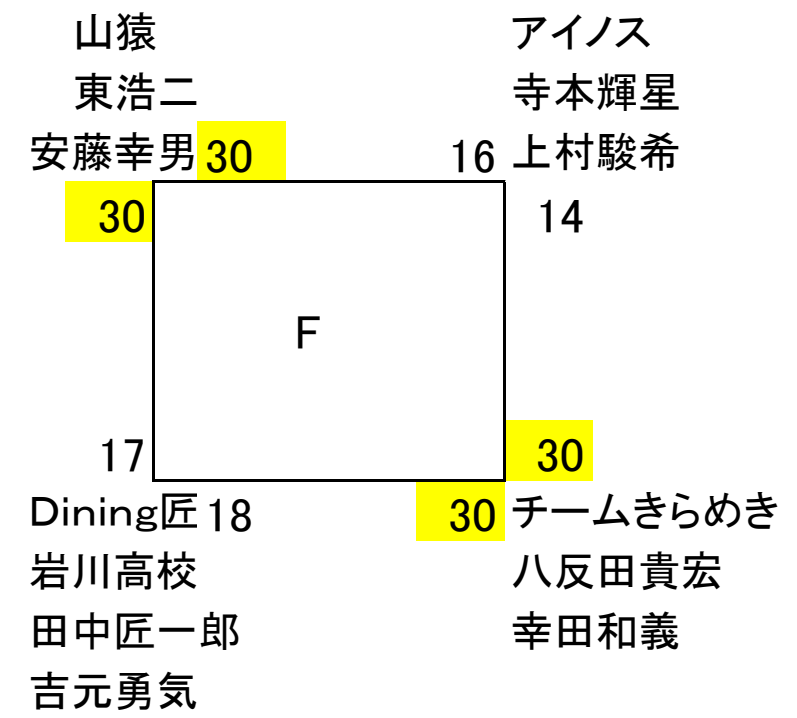 山猿
東浩二
安藤幸男 30
30
アイノス
寺本輝星
16 上村駿希
14
F
17
Dining匠 18
岩川高校
田中匠一郎
吉元勇気
30
30 チームきらめき
八反田貴宏
幸田和義